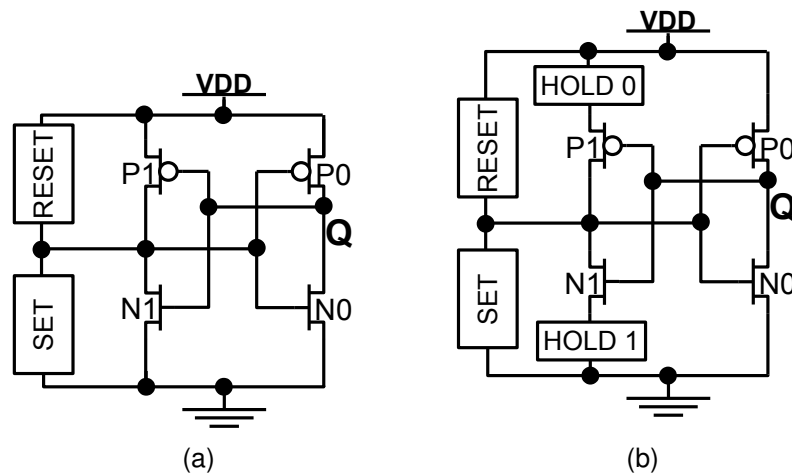 VDD
RESET
P1
P0
Q
SET
N1
N0
(a)
VDD
HOLD 0
RESET
P1
P0
Q
SET
N1
N0
HOLD 1
(b)